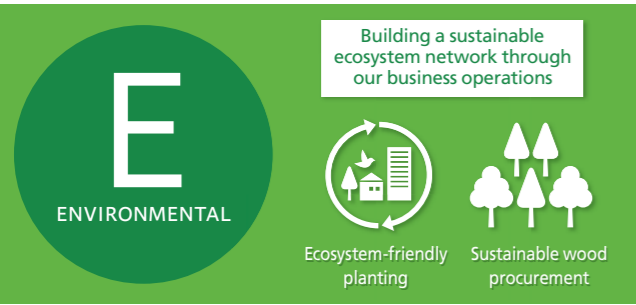 E
ENVIRONMENTAL
Building a sustainable
ecosystem network through
our business operations
Ecosystem-friendly
planting
Sustainable wood
procurement